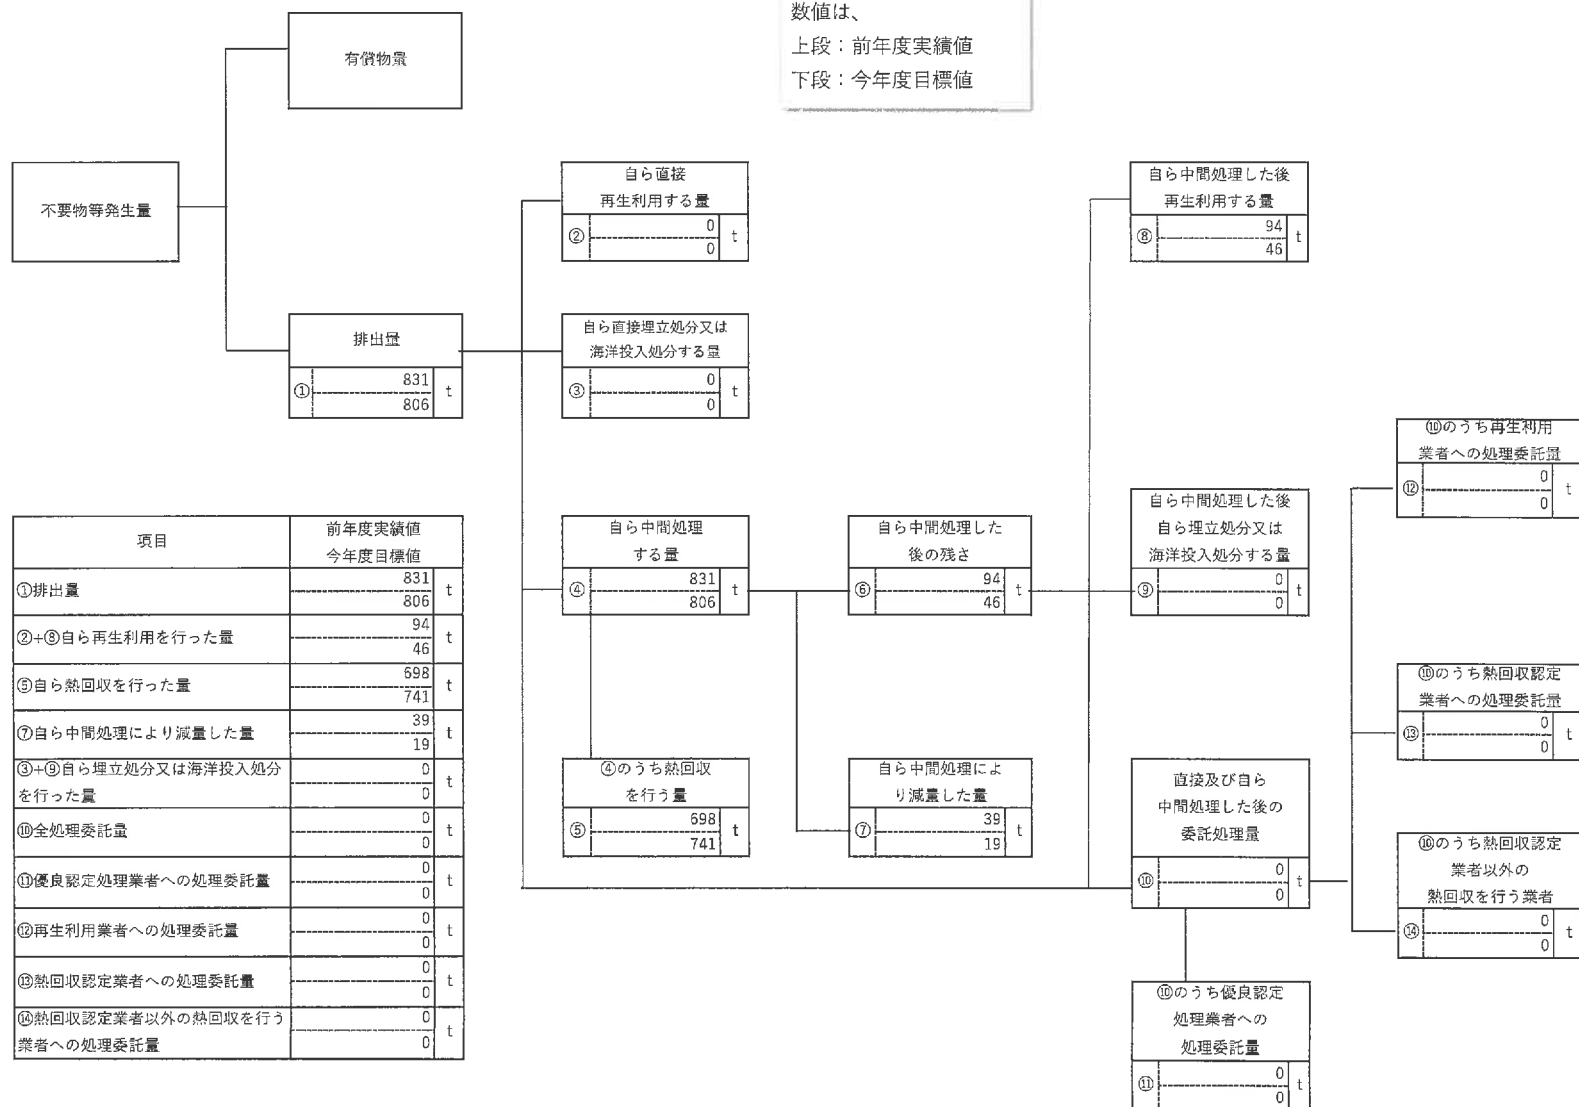 数値は、
上段：前年度実績値
下段：今年度目標値
有償物量
不要物等発生量
排出量
① 831 t
806
自ら直接
再生利用する量
② 0 t
0
自ら直接埋立処分又は
海洋投入処分する量
③ 0 t
0
自ら中間処理
する量
④ 831 t
806
④のうち熱回収
を行う量
⑤ 698 t
741
自ら中間処理した
後の残さ
⑥ 94 t
46
自ら中間処理によ
り減量した量
⑦ 39 t
19
自ら中間処理した後
再生利用する量
⑧ 94 t
46
自ら中間処理した後
自ら埋立処分又は
海洋投入処分する量
⑨ 0 t
0
直接及び自ら
中間処理した後の
委託処理量
⑩ 0 t
0
⑩のうち優良認定
処理業者への
処理委託量
⑪ 0 t
0
⑩のうち再生利用
業者への処理委託量
⑫ 0 t
0
⑩のうち熱回収認定
業者への処理委託量
⑬ 0 t
0
⑩のうち熱回収認定
業者以外の
熱回収を行う業者
⑭ 0 t
0
項目 前年度実績値
今年度目標値
①排出量 831 t
806
②+⑧自ら再生利用を行った量 94 t
46
⑤自ら熱回収を行った量 698 t
741
⑦自ら中間処理により減量した量 39 t
19
③+⑨自ら埋立処分又は海洋投入処分
を行った量 0 t
0
⑩全処理委託量 0 t
0
⑪優良認定処理業者への処理委託量 0 t
0
⑫再生利用業者への処理委託量 0 t
0
⑬熱回収認定業者への処理委託量 0 t
0
⑭熱回収認定業者以外の熱回収を行う
業者への処理委託量 0 t
0